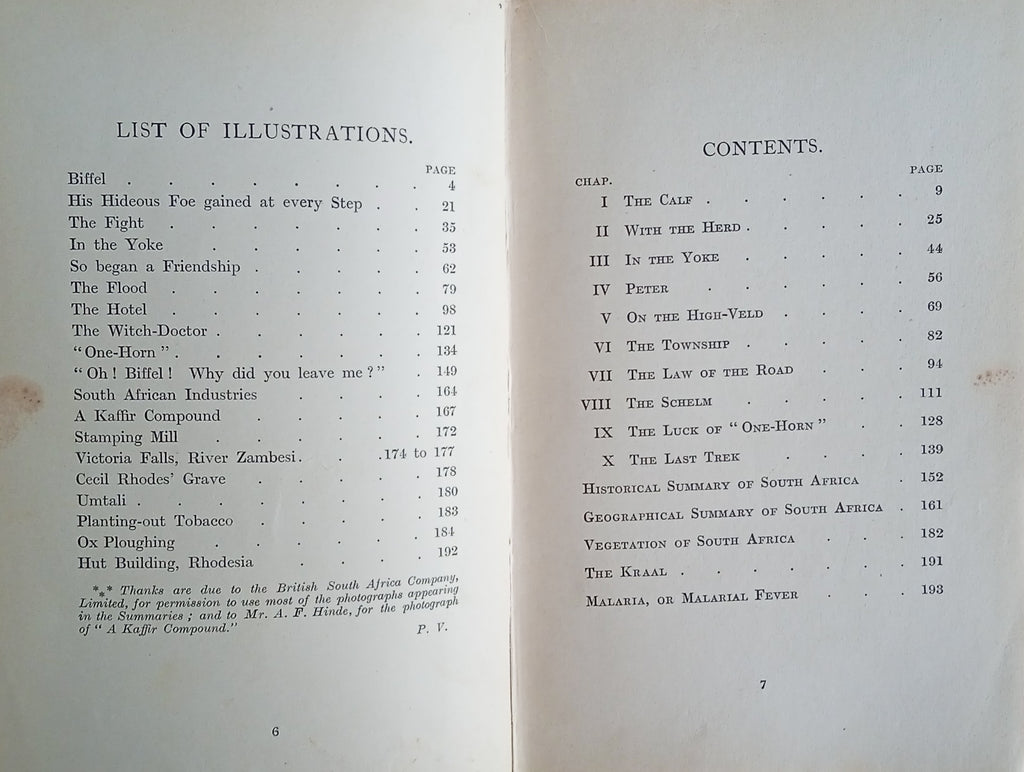 LIST OF ILLUSTRATIONS.
PAGE
Biffel . . . . . . . . 4
His Hideous Foe gained at every Step . . 21
The Fight . . . . . . . 35
In the Yoke . . . . . . 53
So began a Friendship . . . . . 62
The Flood . . . . . . . 79
The Hotel . . . . . . . 98
The Witch-Doctor . . . . . . 121
"One-Horn" . . . . . . . 134
"Oh! Biffel! Why did you leave me?" . 149
South African Industries . . . . 164
A Kaffir Compound . . . . . 167
Stamping Mill . . . . . . 172
Victoria Falls, River Zambesi . . .174 to 177
Cecil Rhodes' Grave . . . . . 178
Umtali . . . . . . . . 180
Planting-out Tobacco . . . . . 183
Ox Ploughing . . . . . . 184
Hut Building, Rhodesia . . . . 192
*⁎* Thanks are due to the British South Africa Company,
Limited, for permission to use most of the photographs appearing
in the Summaries; and to Mr. A. F. Hinde, for the photograph
of "A Kaffir Compound."
P. V.
6
CONTENTS.
CHAP. PAGE
I THE CALF . . . . . . 9
II WITH THE HERD . . . . . 25
III IN THE YOKE . . . . . 44
IV PETER . . . . . . 56
V ON THE HIGH-VELD . . . . 69
VI THE TOWNSHIP . . . . . 82
VII THE LAW OF THE ROAD . . . 94
VIII THE SCHELM . . . . . 111
IX THE LUCK OF "ONE-HORN" . . . 128
X THE LAST TREK . . . . 139
HISTORICAL SUMMARY OF SOUTH AFRICA . 152
GEOGRAPHICAL SUMMARY OF SOUTH AFRICA . 161
VEGETATION OF SOUTH AFRICA . . . 182
THE KRAAL . . . . . . . 191
MALARIA, OR MALARIAL FEVER . . . 193
7